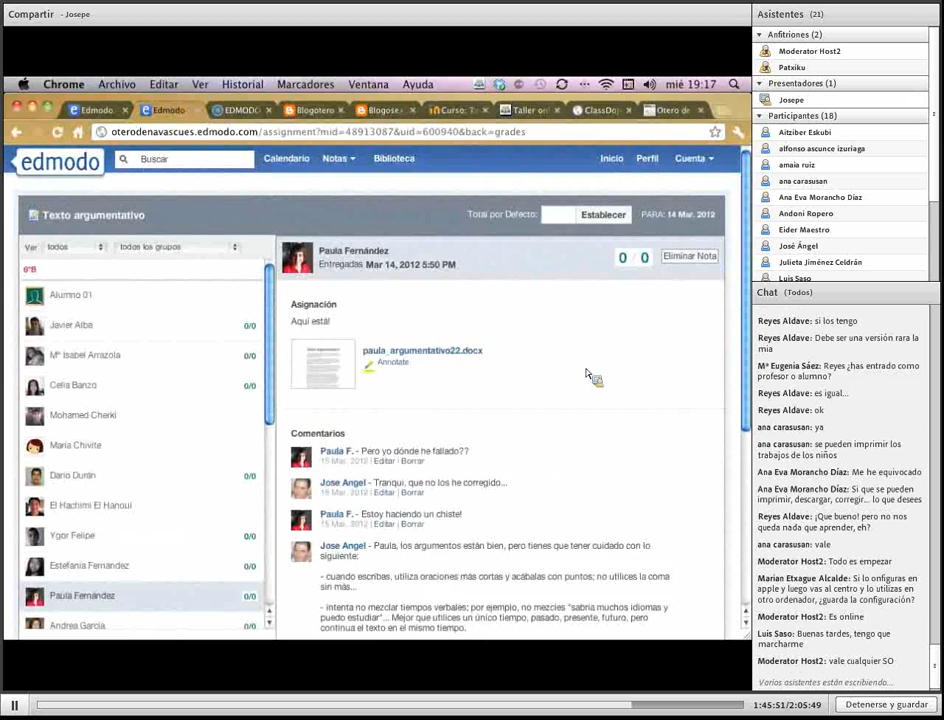 Compartir - Josepe
Chrome Archivo Editar Ver Historial Marcadores Ventana Ayuda mié 19:17
Edmodo Edmodo EDMODO Blogotero Blogose Curso: T Taller on ClassDo Otero de
oterodenavascues.edmodo.com/assignment?mid=48913087&uid=600940&back=grades
edmodo Buscar Calendario Notas Biblioteca Inicio Perfil Cuenta
Texto argumentativo Total por Defecto: Establecer PARA: 14 Mar. 2012
Ver todos todos los grupos
6ºB
Alumno 01
Javier Alba 0/0
Mª Isabel Arrazola 0/0
Celia Banzo 0/0
Mohamed Cherki
Maria Chivite
Dario Durán 0/0
El Hachimi El Hanoui
Ygor Felipe 0/0
Estefania Fernandez 0/0
Paula Fernández 0/0
Andrea García 0/0
Paula Fernández
Entregadas Mar 14, 2012 5:50 PM
0 / 0 Eliminar Nota
Asignación
Aquí está!
paula_argumentativo22.docx
Annotate
Comentarios
Paula F. - Pero yo dónde he fallado??
15 Mar. 2012 | Editar | Borrar
Jose Angel - Tranqui, que no los he corregido...
15 Mar. 2012 | Editar | Borrar
Paula F. - Estoy haciendo un chiste!
15 Mar. 2012 | Editar | Borrar
Jose Angel - Paula, los argumentos están bien, pero tienes que tener cuidado con lo
siguiente:
- cuando escribas, utiliza oraciones más cortas y acábalas con puntos; no utilices la coma
sin más...
- intenta no mezclar tiempos verbales; por ejemplo, no mezcles "sabría muchos idiomas y
puedo estudiar"... Mejor que utilices un único tiempo, pasado, presente, futuro, pero
continua el texto en el mismo tiempo.
Asistentes (21)
Anfitriones (2)
Moderator Host2
Patxiku
Presentadores (1)
Josepe
Participantes (18)
Aitziber Eskubi
alfonso ascunce izuriaga
amaia ruiz
ana carasusan
Ana Eva Morancho Díaz
Andoni Ropero
Eider Maestro
José Ángel
Julieta Jiménez Celdrán
Luis Saso
Chat (Todos)
Reyes Aldave: si los tengo
Reyes Aldave: Debe ser una versión rara la
mia
Mª Eugenia Sáez: Reyes ¿has entrado como
profesor o alumno?
Reyes Aldave: es igual...
Reyes Aldave: ok
ana carasusan: ya
ana carasusan: se pueden imprimir los
trabajos de los niños
Ana Eva Morancho Díaz: Me he equivocado
Ana Eva Morancho Díaz: Si que se pueden
imprimir, descargar, corregir... lo que desees
Reyes Aldave: ¡Que bueno! pero no nos
queda nada que aprender, eh?
ana carasusan: vale
Moderator Host2: Todo es empezar
Marian Etxague Alcalde: Si lo onfiguras en
apple y luego vas al centro y lo utilizas en
otro ordenador, ¿guarda la configuración?
Moderator Host2: Es online
Luis Saso: Buenas tardes, tengo que
marcharme
Moderator Host2: vale cualquier SO
Varios asistentes están escribiendo...
1:45:51/2:05:49 Detenerse y guardar